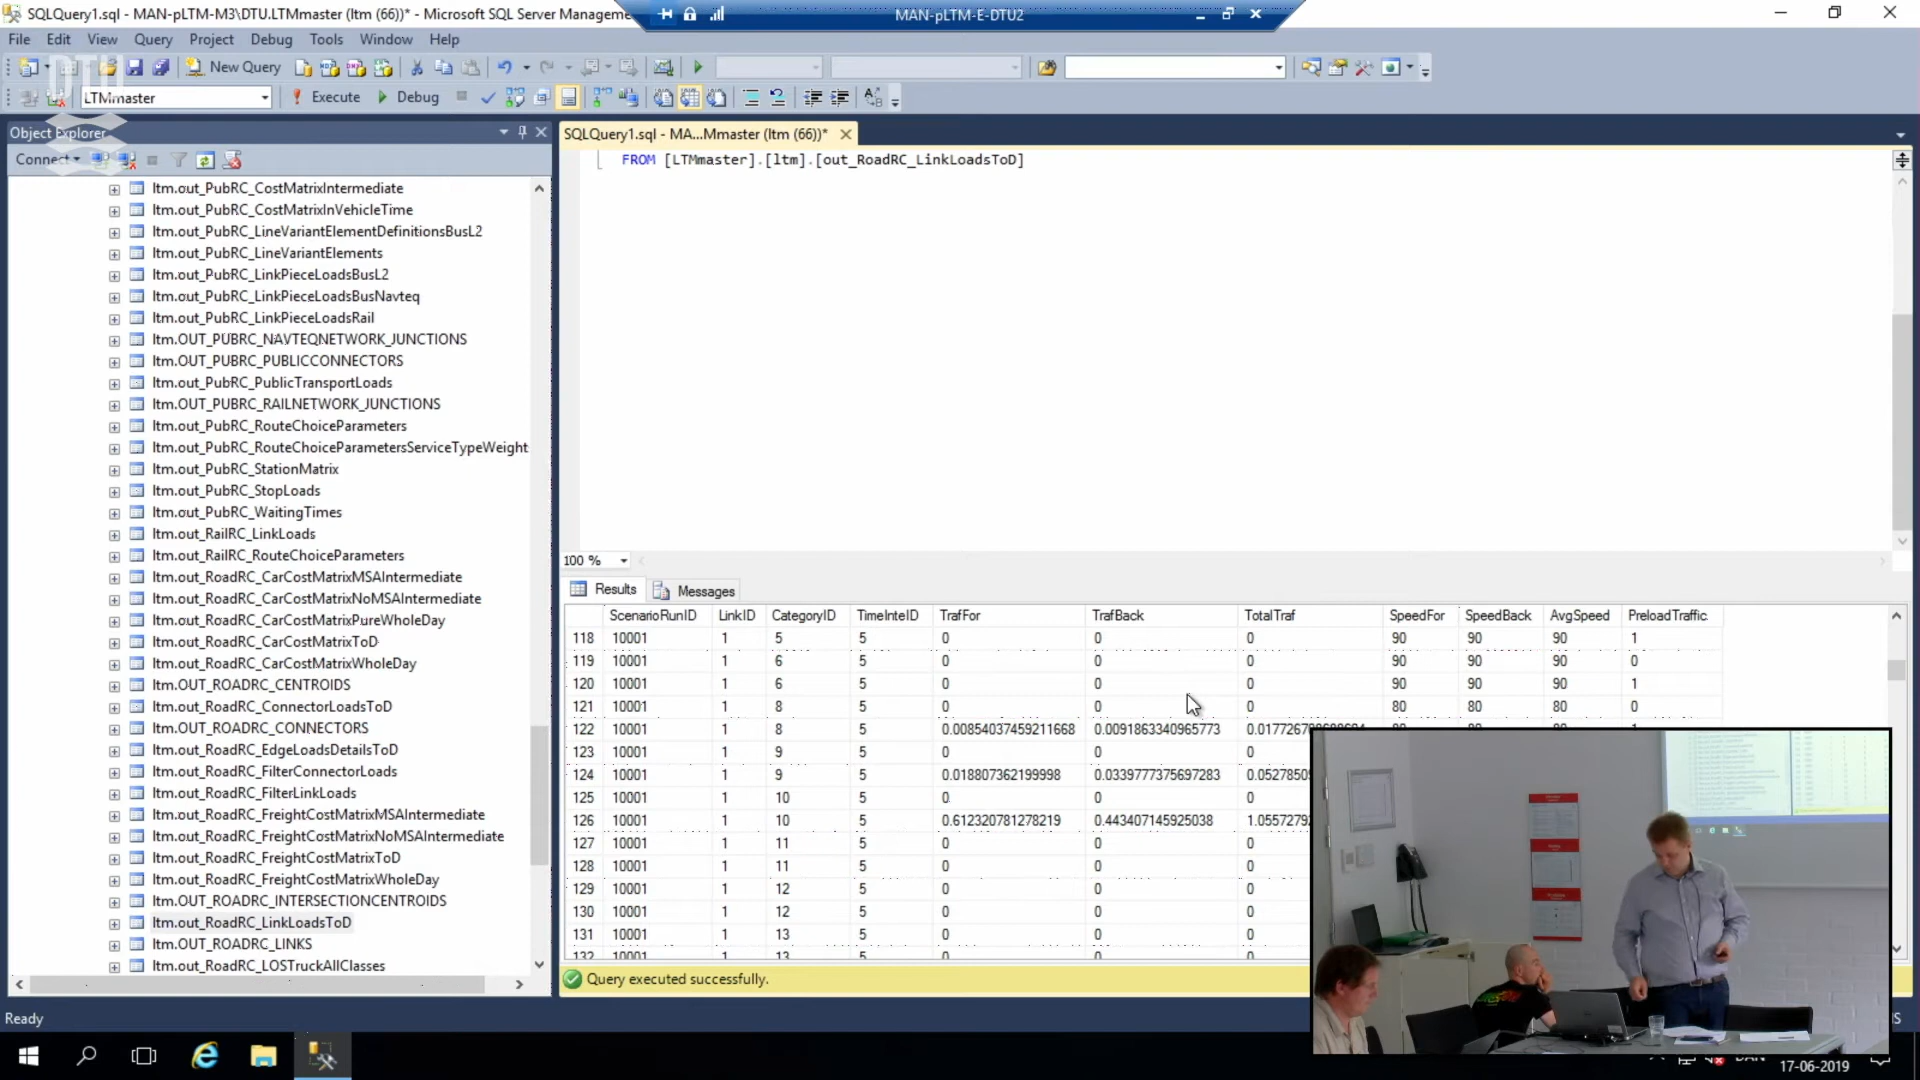 SQLQuery1.sql - MAN-pLTM-M3\DTU.LTMmaster (ltm (66))* - Microsoft SQL Server Manageme
MAN-pLTM-E-DTU2
File Edit View Query Project Debug Tools Window Help
New Query
DTU
LTMmaster
Execute
Debug
Object Explorer
Connect
SQLQuery1.sql - MA...Mmaster (ltm (66))*
FROM [LTMmaster].[ltm].[out_RoadRC_LinkLoadsToD]
ltm.out_PubRC_CostMatrixIntermediate
ltm.out_PubRC_CostMatrixInVehicleTime
ltm.out_PubRC_LineVariantElementDefinitionsBusL2
ltm.out_PubRC_LineVariantElements
ltm.out_PubRC_LinkPieceLoadsBusL2
ltm.out_PubRC_LinkPieceLoadsBusNavteq
ltm.out_PubRC_LinkPieceLoadsRail
ltm.OUT_PUBRC_NAVTEQNETWORK_JUNCTIONS
ltm.OUT_PUBRC_PUBLICCONNECTORS
ltm.out_PubRC_PublicTransportLoads
ltm.OUT_PUBRC_RAILNETWORK_JUNCTIONS
ltm.out_PubRC_RouteChoiceParameters
ltm.out_PubRC_RouteChoiceParametersServiceTypeWeight
ltm.out_PubRC_StationMatrix
ltm.out_PubRC_StopLoads
ltm.out_PubRC_WaitingTimes
ltm.out_RailRC_LinkLoads
ltm.out_RailRC_RouteChoiceParameters
ltm.out_RoadRC_CarCostMatrixMSAIntermediate
ltm.out_RoadRC_CarCostMatrixNoMSAIntermediate
ltm.out_RoadRC_CarCostMatrixPureWholeDay
ltm.out_RoadRC_CarCostMatrixToD
ltm.out_RoadRC_CarCostMatrixWholeDay
ltm.OUT_ROADRC_CENTROIDS
ltm.out_RoadRC_ConnectorLoadsToD
ltm.OUT_ROADRC_CONNECTORS
ltm.out_RoadRC_EdgeLoadsDetailsToD
ltm.out_RoadRC_FilterConnectorLoads
ltm.out_RoadRC_FilterLinkLoads
ltm.out_RoadRC_FreightCostMatrixMSAIntermediate
ltm.out_RoadRC_FreightCostMatrixNoMSAIntermediate
ltm.out_RoadRC_FreightCostMatrixToD
ltm.out_RoadRC_FreightCostMatrixWholeDay
ltm.OUT_ROADRC_INTERSECTIONCENTROIDS
ltm.out_RoadRC_LinkLoadsToD
ltm.OUT_ROADRC_LINKS
ltm.out_RoadRC_LOSTruckAllClasses
100 %
Results Messages
ScenarioRunID LinkID CategoryID TimeInteID TrafFor TrafBack TotalTraf SpeedFor SpeedBack AvgSpeed PreloadTraffic
118 10001 1 5 5 0 0 0 90 90 90 1
119 10001 1 6 5 0 0 0 90 90 90 0
120 10001 1 6 5 0 0 0 90 90 90 1
121 10001 1 8 5 0 0 0 80 80 80 0
122 10001 1 8 5 0.00854037459211668 0.0091863340965773
123 10001 1 9 5 0 0 0
124 10001 1 9 5 0.018807362199998 0.0339777375697283 0.0527850
125 10001 1 10 5 0 0 0
126 10001 1 10 5 0.612320781278219 0.443407145925038 1.0557279
127 10001 1 11 5 0 0 0
128 10001 1 11 5 0 0 0
129 10001 1 12 5 0 0 0
130 10001 1 12 5 0 0 0
131 10001 1 13 5 0 0 0
132 10001 1 13 5 0 0 0
Query executed successfully.
Ready
17-06-2019